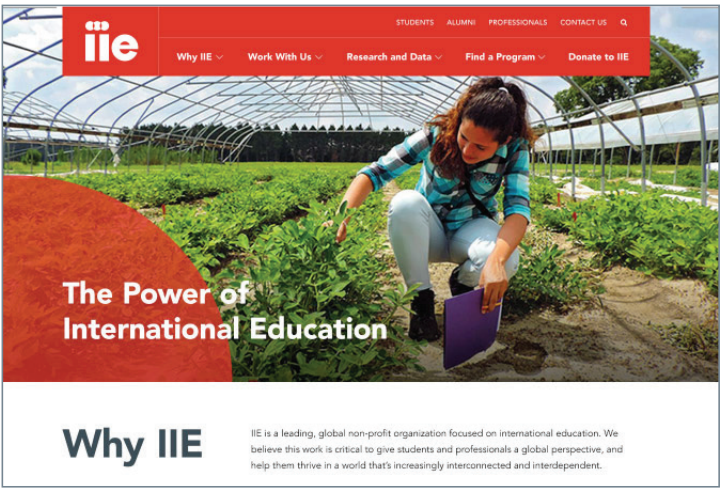 STUDENTS ALUMNI PROFESSIONALS CONTACT US
iie
Why IIE Work With Us Research and Data Find a Program Donate to IIE
The Power of
International Education
Why IIE
IIE is a leading, global non-profit organization focused on international education. We
believe this work is critical to give students and professionals a global perspective, and
help them thrive in a world that's increasingly interconnected and interdependent.